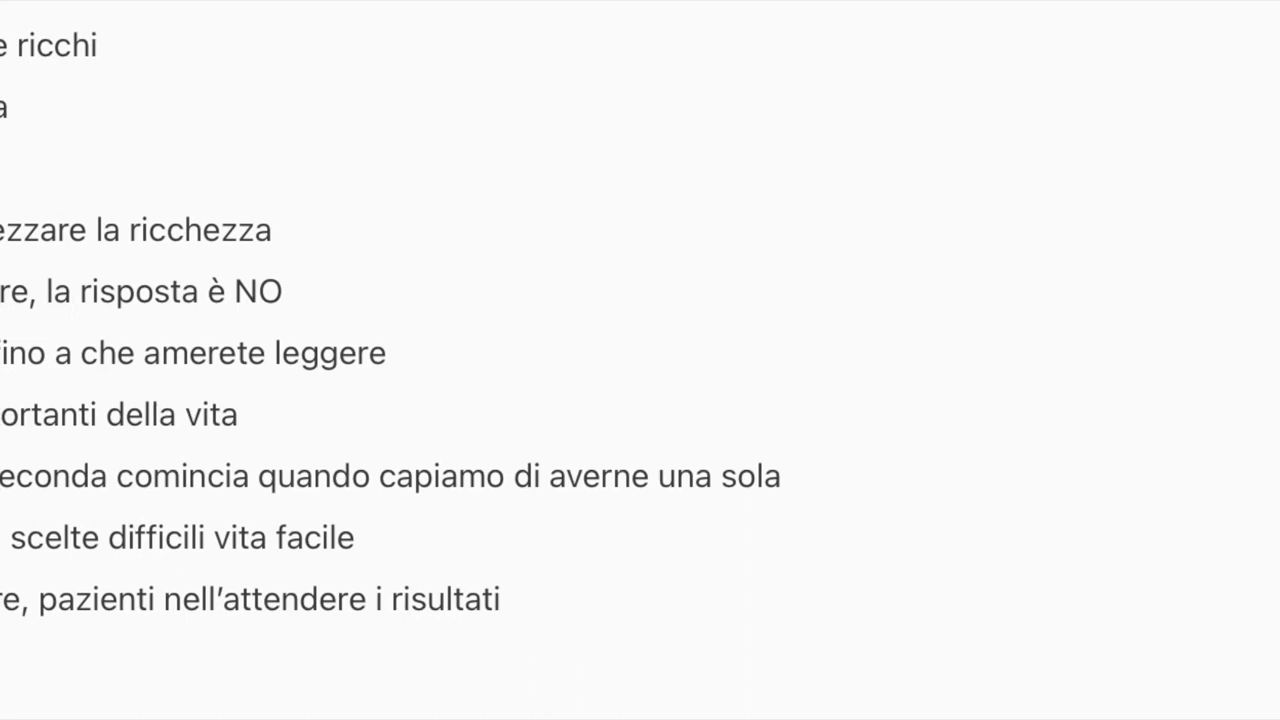 e ricchi
a
ezzare la ricchezza
re, la risposta è NO
fino a che amerete leggere
ortanti della vita
econda comincia quando capiamo di averne una sola
scelte difficili vita facile
re, pazienti nell’attendere i risultati